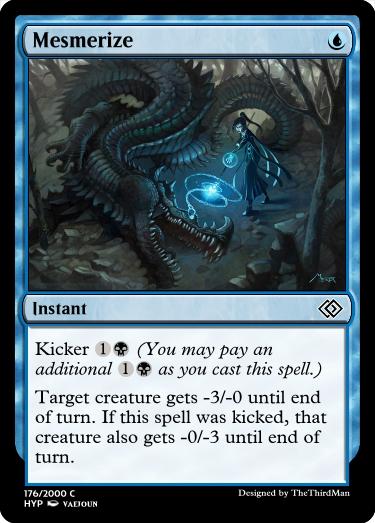 Mesmerize
Instant
Kicker 1 (You may pay an
additional 1 as you cast this spell.)
Target creature gets -3/-0 until end
of turn. If this spell was kicked, that
creature also gets -0/-3 until end of
turn.
176/2000 C
Designed by TheThirdMan
HYP VAEJOUN